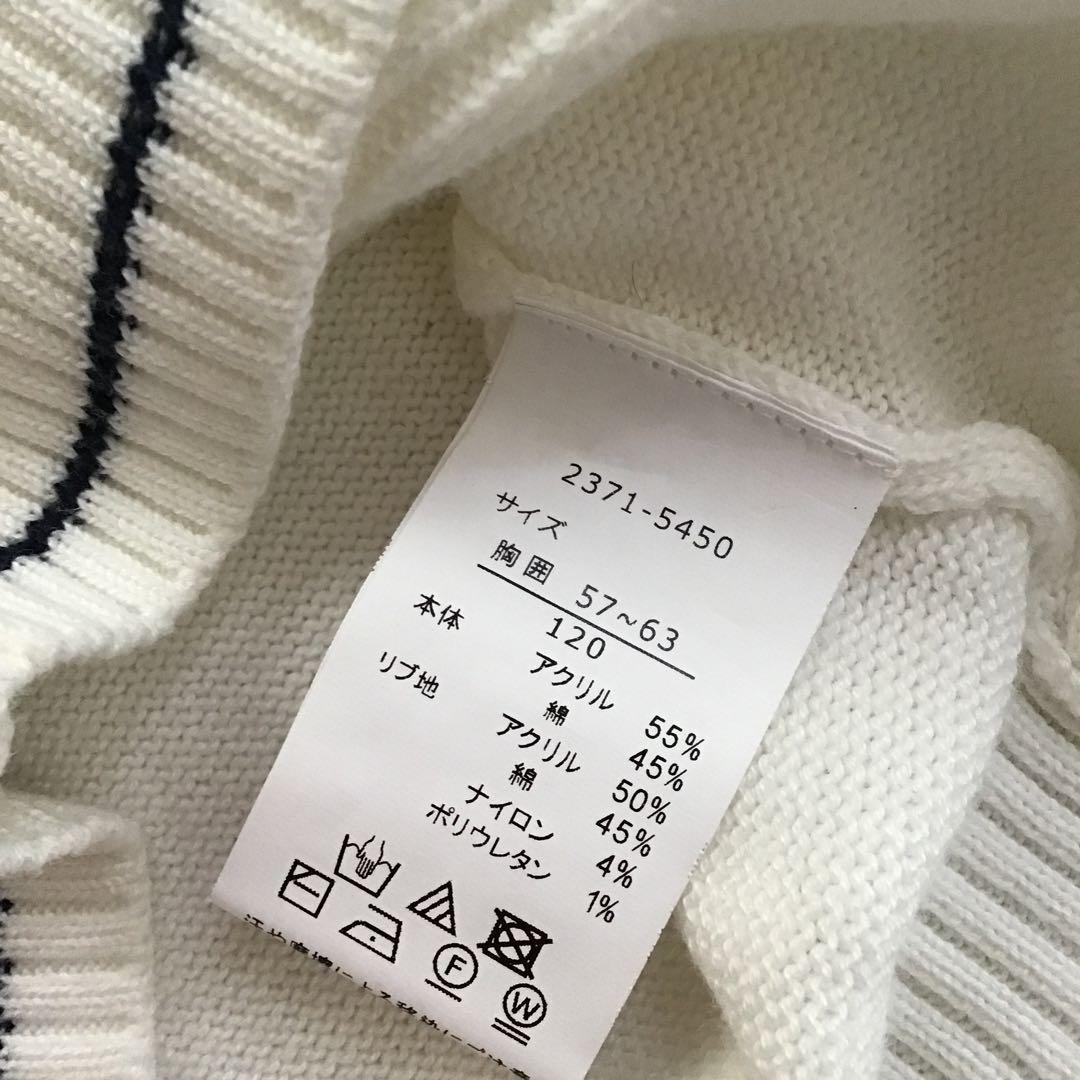 2371-5450
サイズ
胸囲 57~63
120
本体 アクリル 55%
綿 45%
リブ地 アクリル 50%
綿 45%
ナイロン 4%
ポリウレタン 1%
F
W